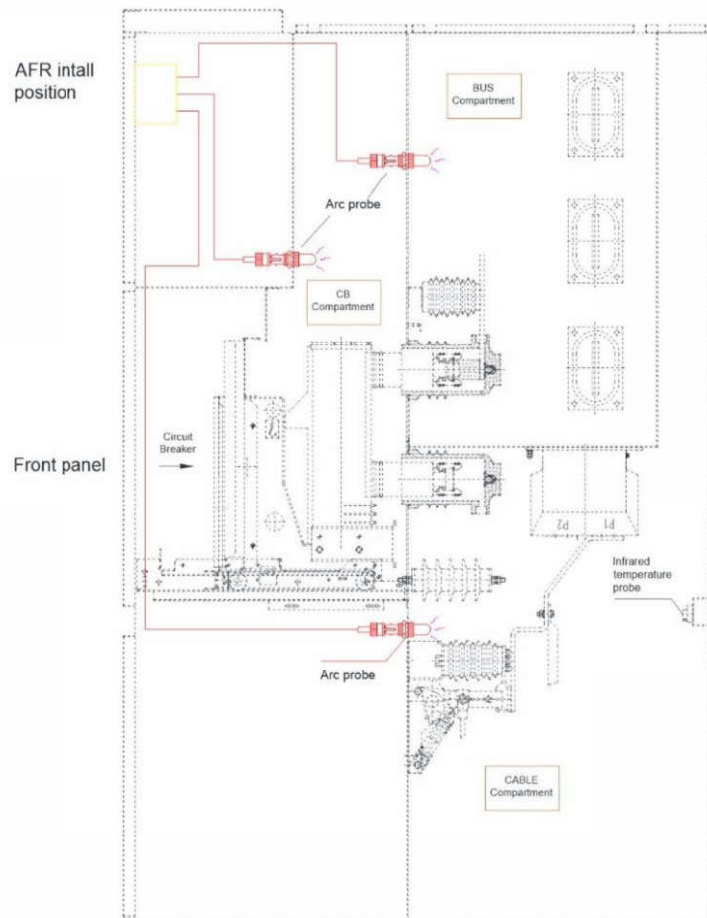 AFR intall
position
BUS
Compartment
Arc probe
CB
Compartment
Circuit
Breaker
Front panel
P2
P1
Infrared
temperature
probe
Arc probe
CABLE
Compartment